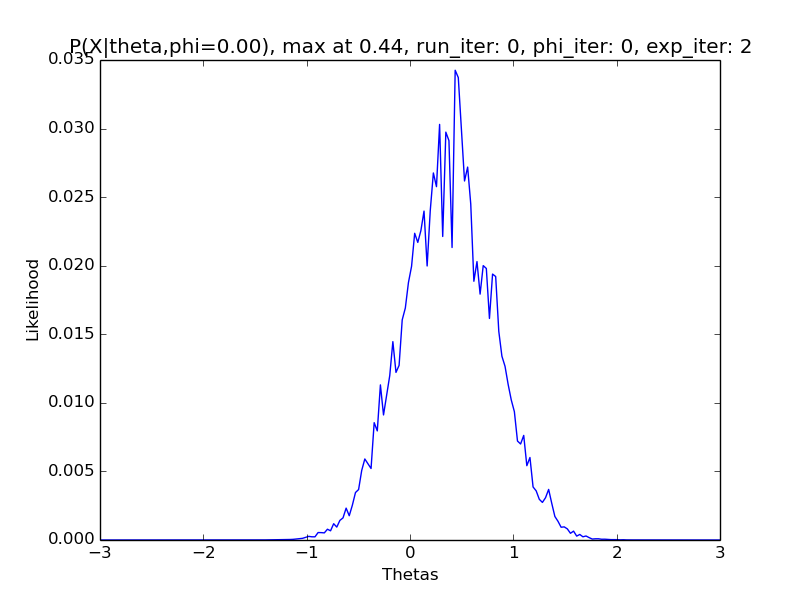 P(X|theta,phi=0.00), max at 0.44, run_iter: 0, phi_iter: 0, exp_iter: 2
0.035
0.030
0.025
0.020
0.015
0.010
0.005
0.000
Likelihood
−3 −2 −1 0 1 2 3
Thetas